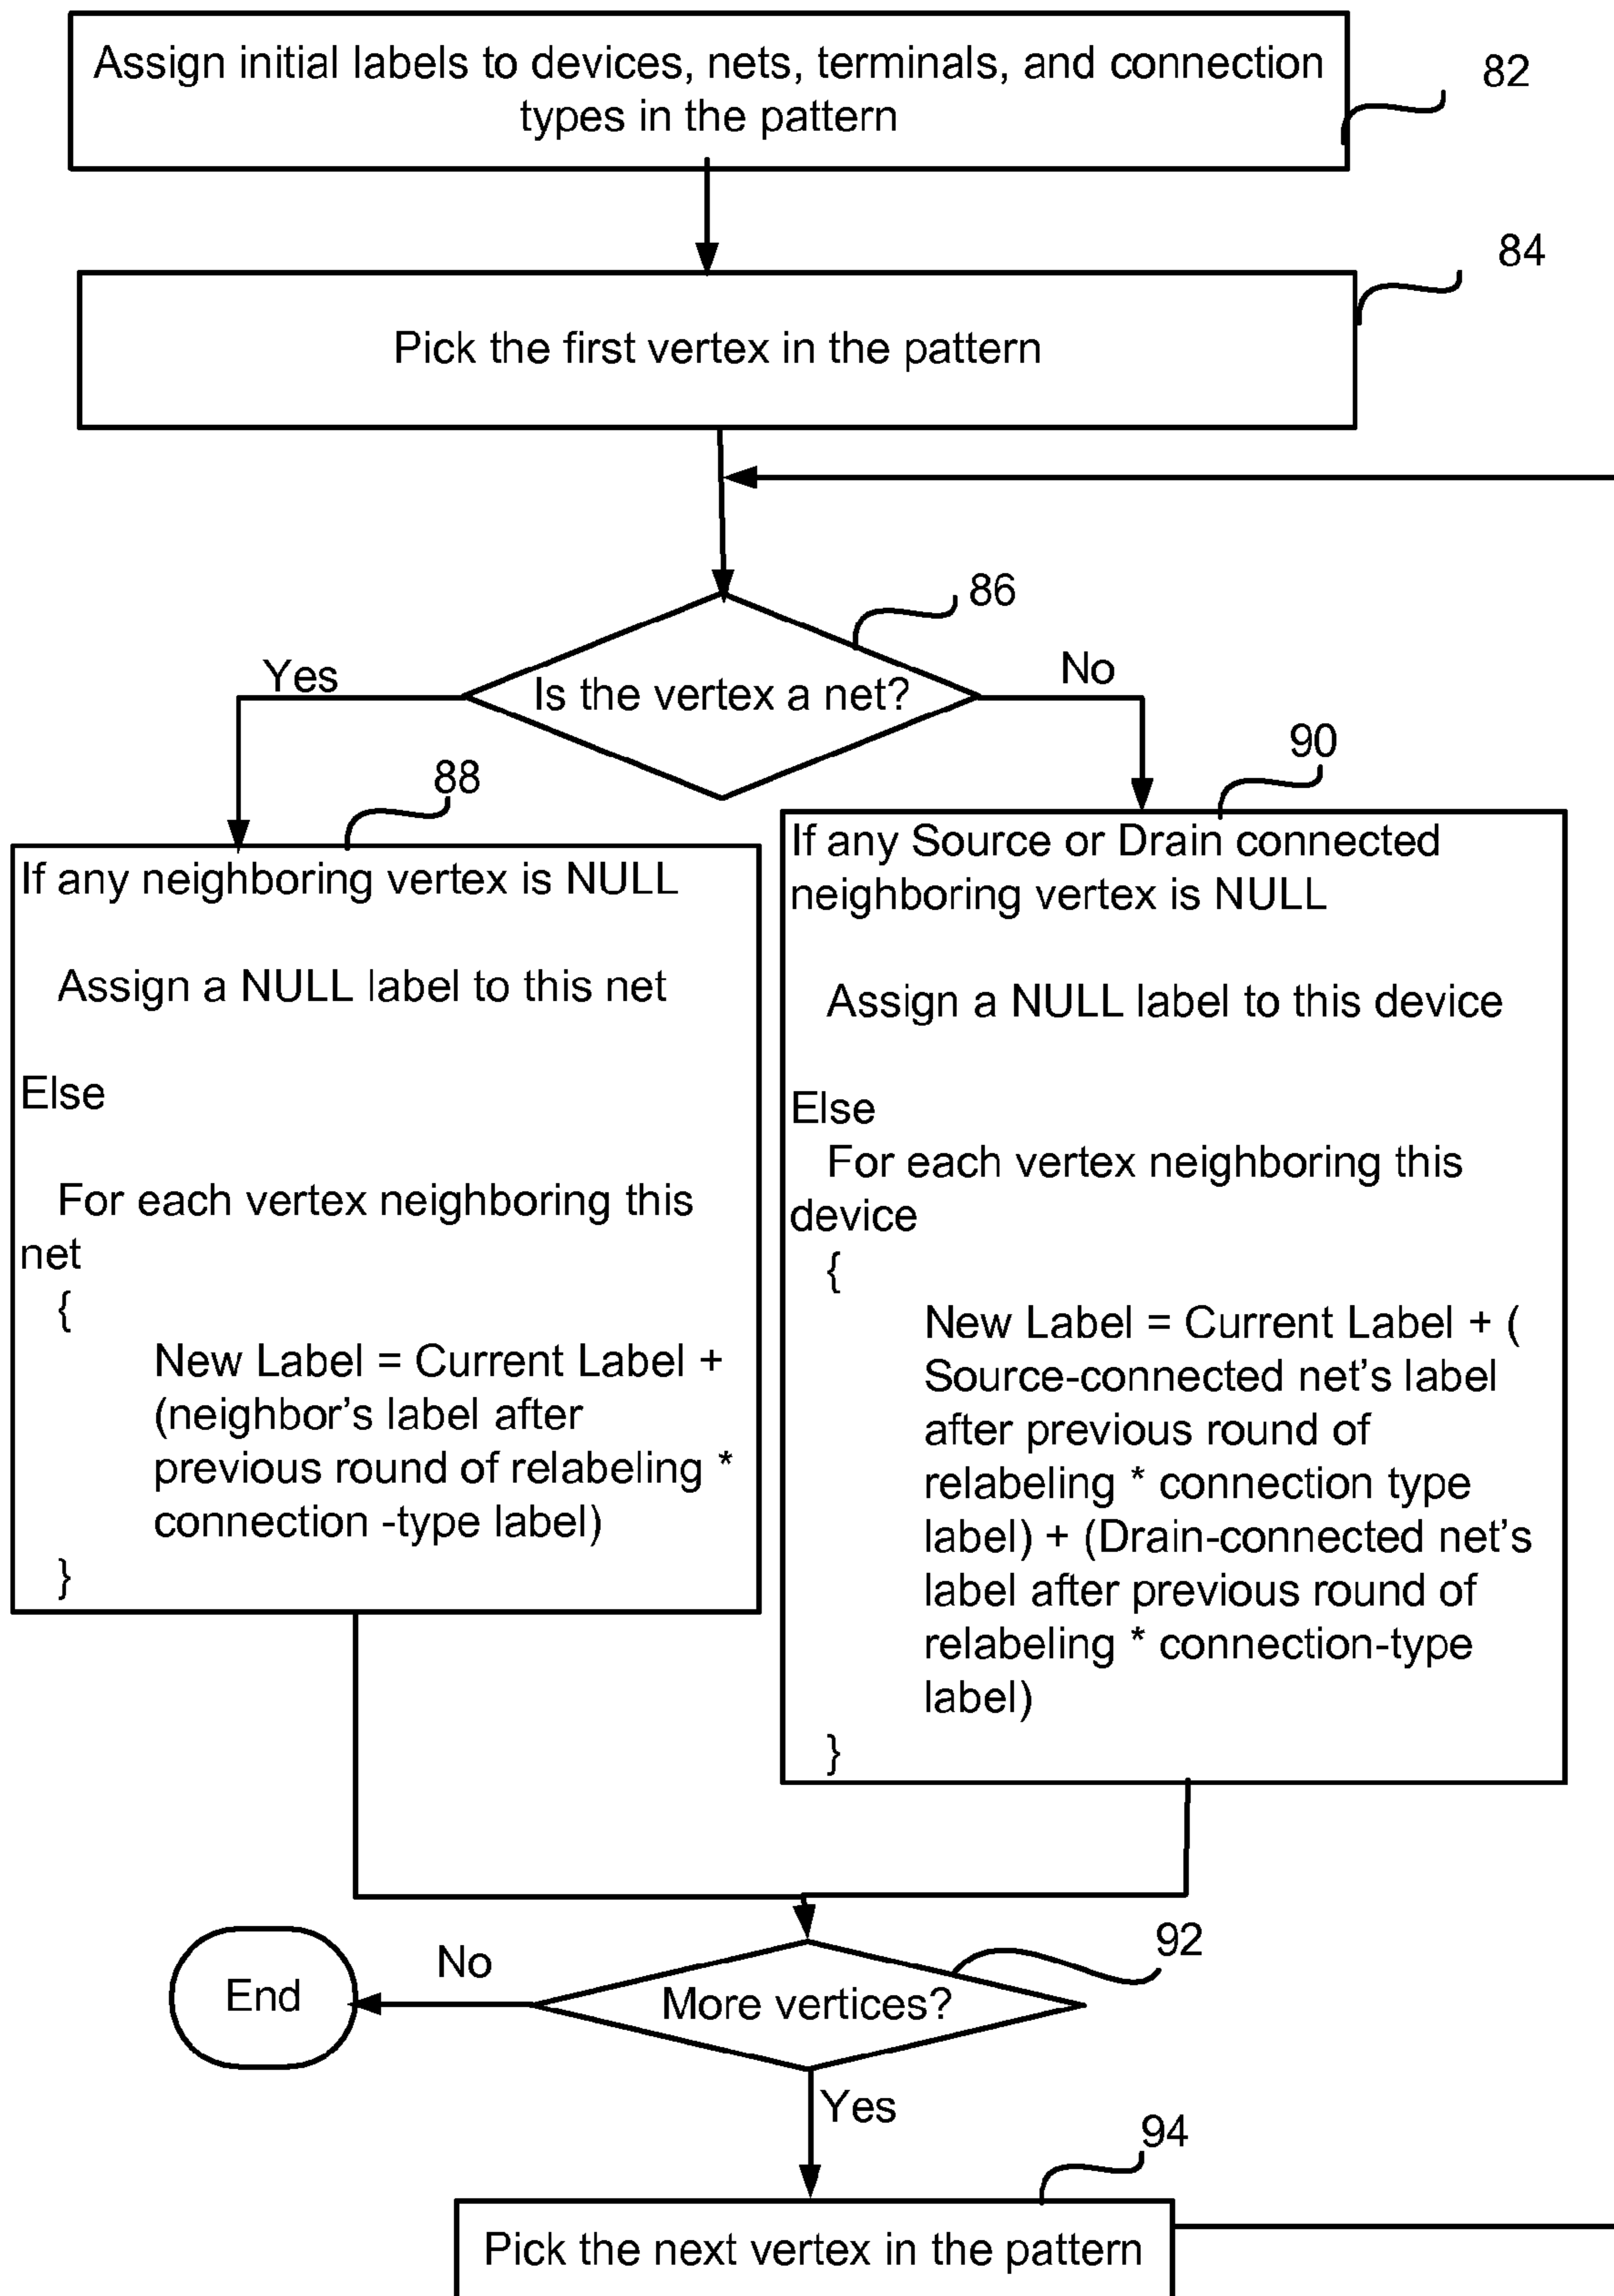 Assign initial labels to devices, nets, terminals, and connection
types in the pattern
82
84
Pick the first vertex in the pattern
86
Yes
Is the vertex a net?
No
88
90
If any neighboring vertex is NULL
Assign a NULL label to this net
Else
For each vertex neighboring this
net
{
New Label = Current Label +
(neighbor's label after
previous round of relabeling *
connection -type label)
}
If any Source or Drain connected
neighboring vertex is NULL
Assign a NULL label to this device
Else
For each vertex neighboring this
device
{
New Label = Current Label + (
Source-connected net's label
after previous round of
relabeling * connection type
label) + (Drain-connected net's
label after previous round of
relabeling * connection-type
label)
}
92
End
No
More vertices?
Yes
94
Pick the next vertex in the pattern